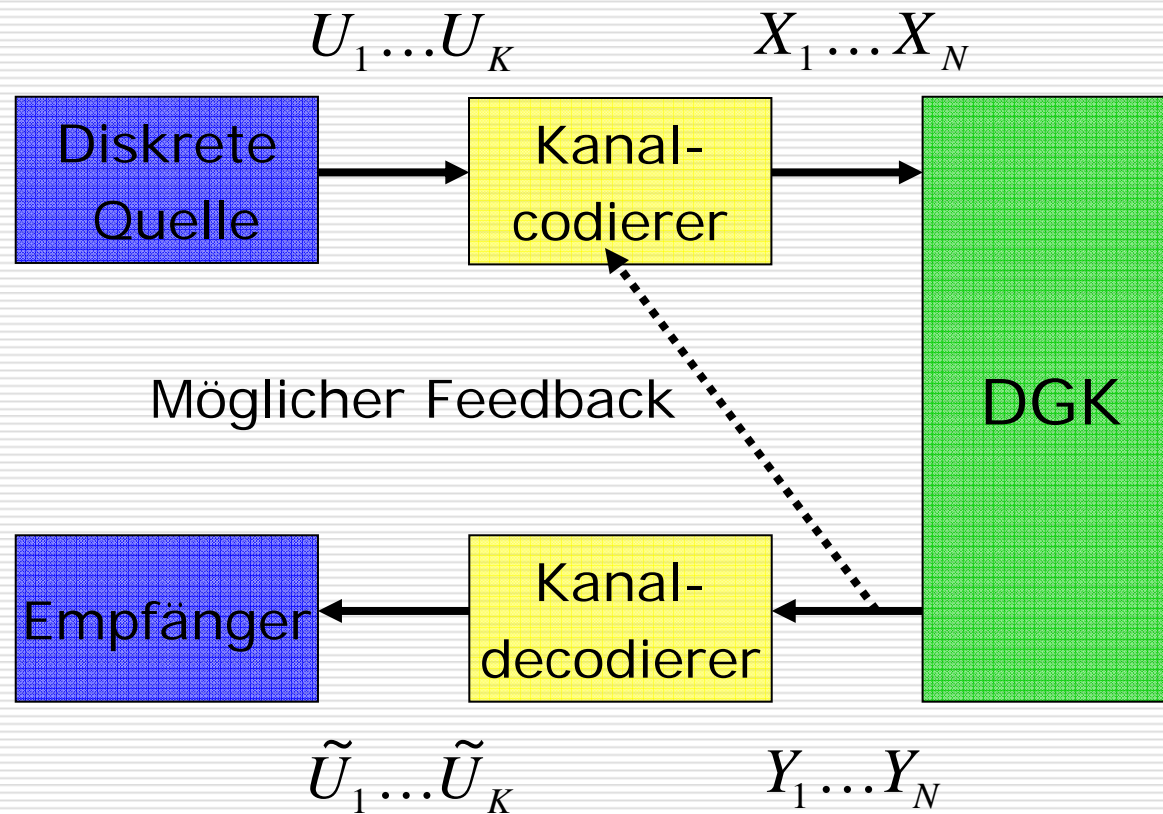 U₁…U_K
X₁…X_N
Diskrete
Quelle
Kanal-
codierer
Möglicher Feedback
DGK
Empfänger
Kanal-
decodierer
Ũ₁…Ũ_K
Y₁…Y_N